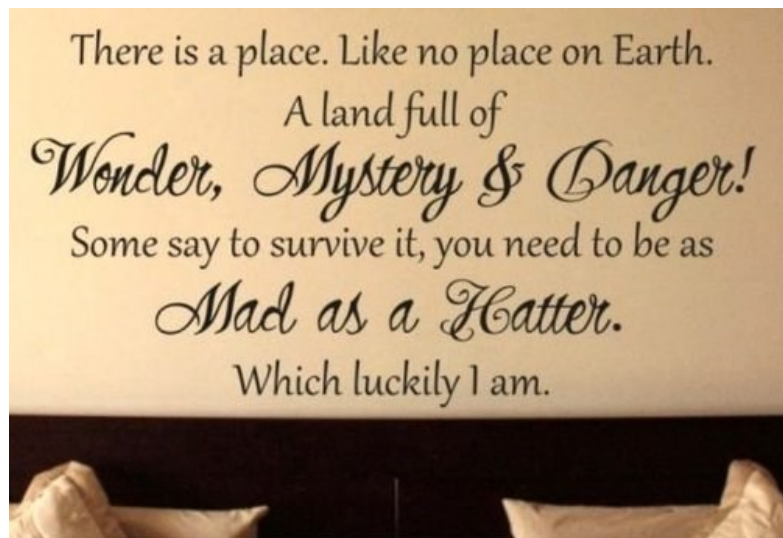 There is a place. Like no place on Earth.
A land full of
Wonder, Mystery & Danger!
Some say to survive it, you need to be as
Mad as a Hatter.
Which luckily I am.